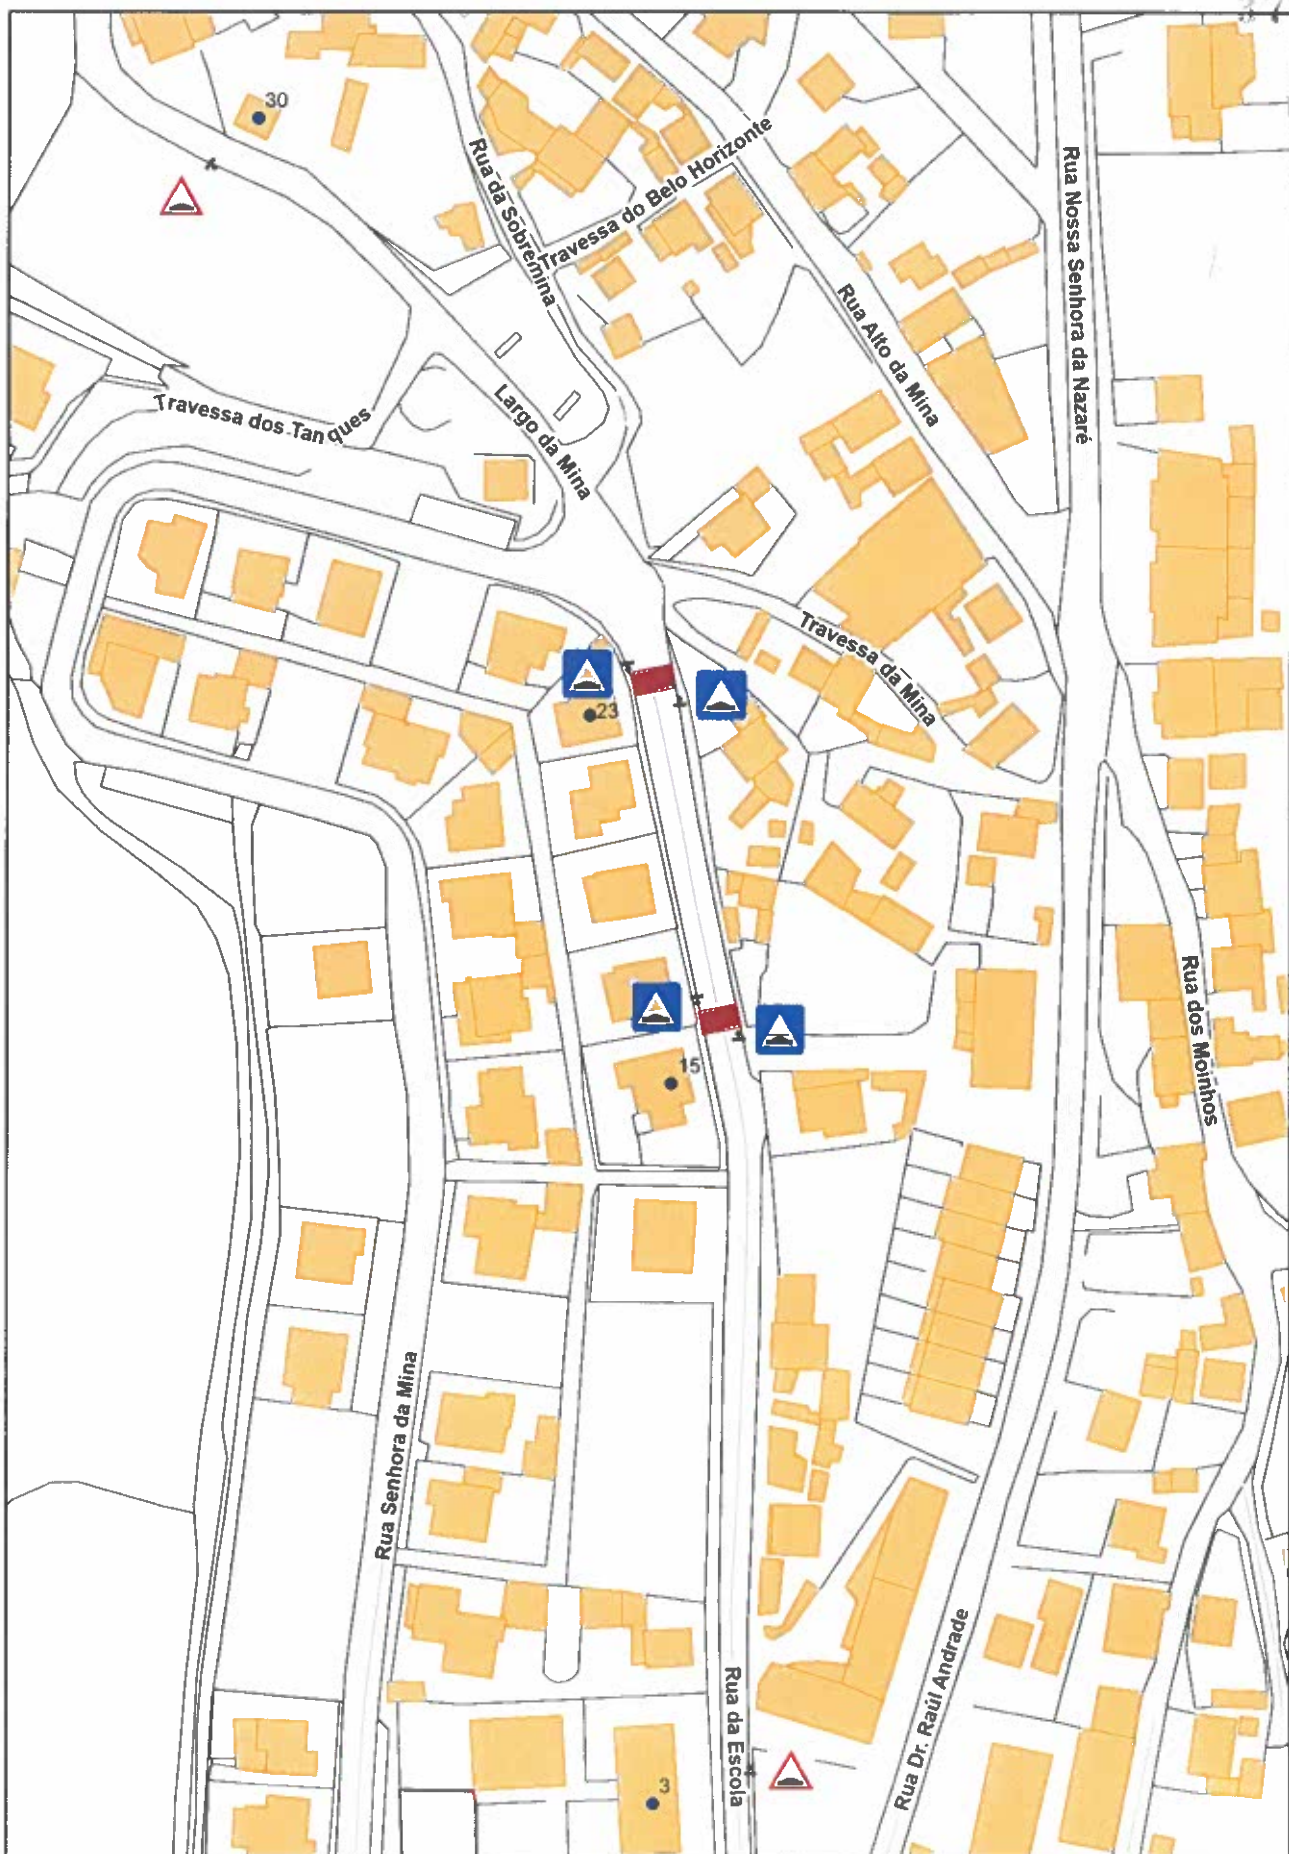 30
Rua da Sobremina
Travessa do Belo Horizonte
Rua Nossa Senhora da Nazaré
Rua Alto da Mina
Travessa dos Tanques
Largo da Mina
Travessa da Mina
23
Rua dos Moinhos
15
Rua Senhora da Mina
Rua da Escola
Rua Dr. Raúl Andrade
3